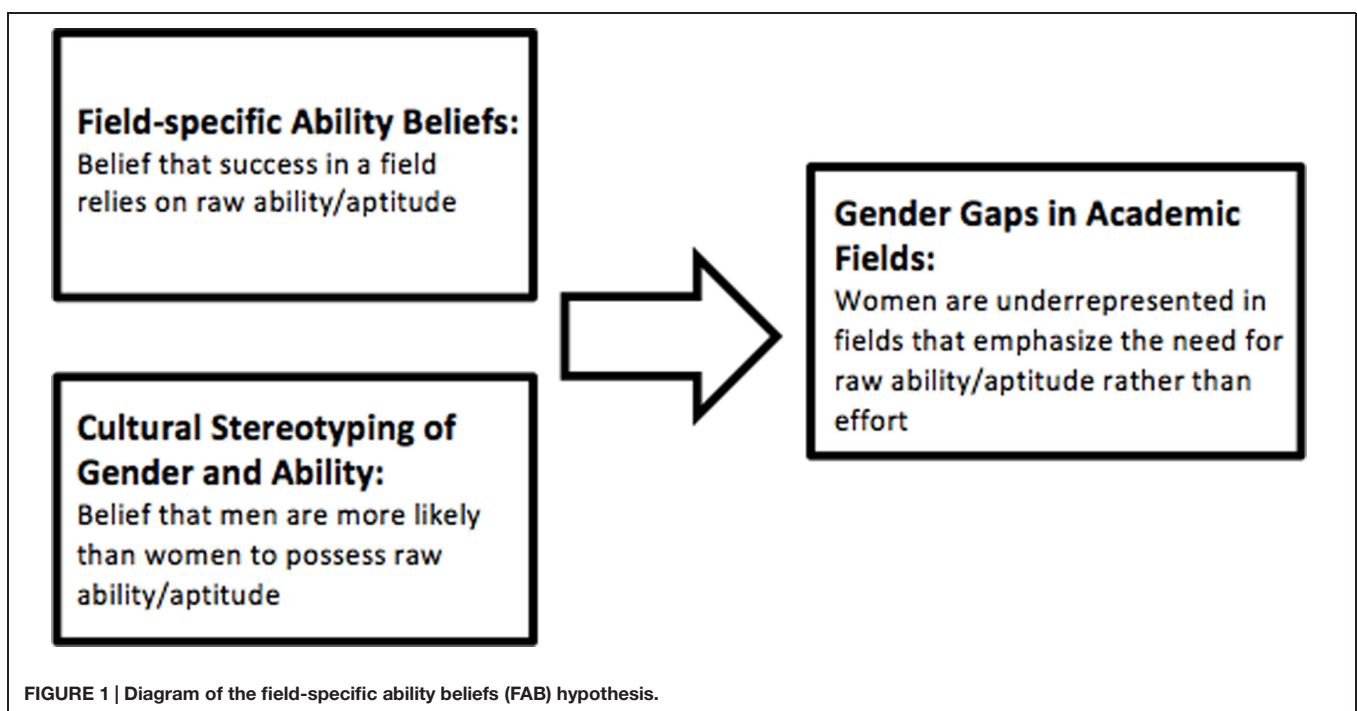 Field-specific Ability Beliefs:
Belief that success in a field
relies on raw ability/aptitude
Cultural Stereotyping of
Gender and Ability:
Belief that men are more likely
than women to possess raw
ability/aptitude
Gender Gaps in Academic
Fields:
Women are underrepresented in
fields that emphasize the need for
raw ability/aptitude rather than
effort
FIGURE 1 | Diagram of the field-specific ability beliefs (FAB) hypothesis.